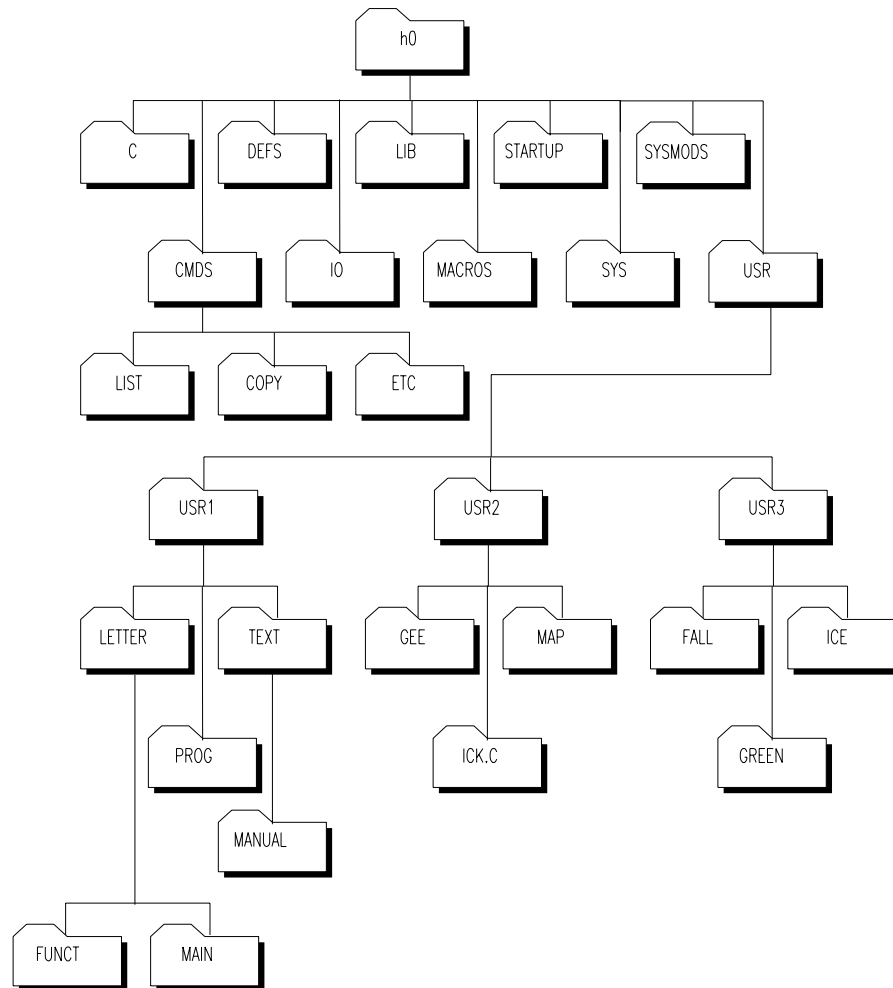 h0
C
DEFS
LIB
STARTUP
SYSMODS
CMDS
IO
MACROS
SYS
USR
LIST
COPY
ETC
USR1
USR2
USR3
LETTER
TEXT
GEE
MAP
FALL
ICE
PROG
ICK.C
GREEN
MANUAL
FUNCT
MAIN